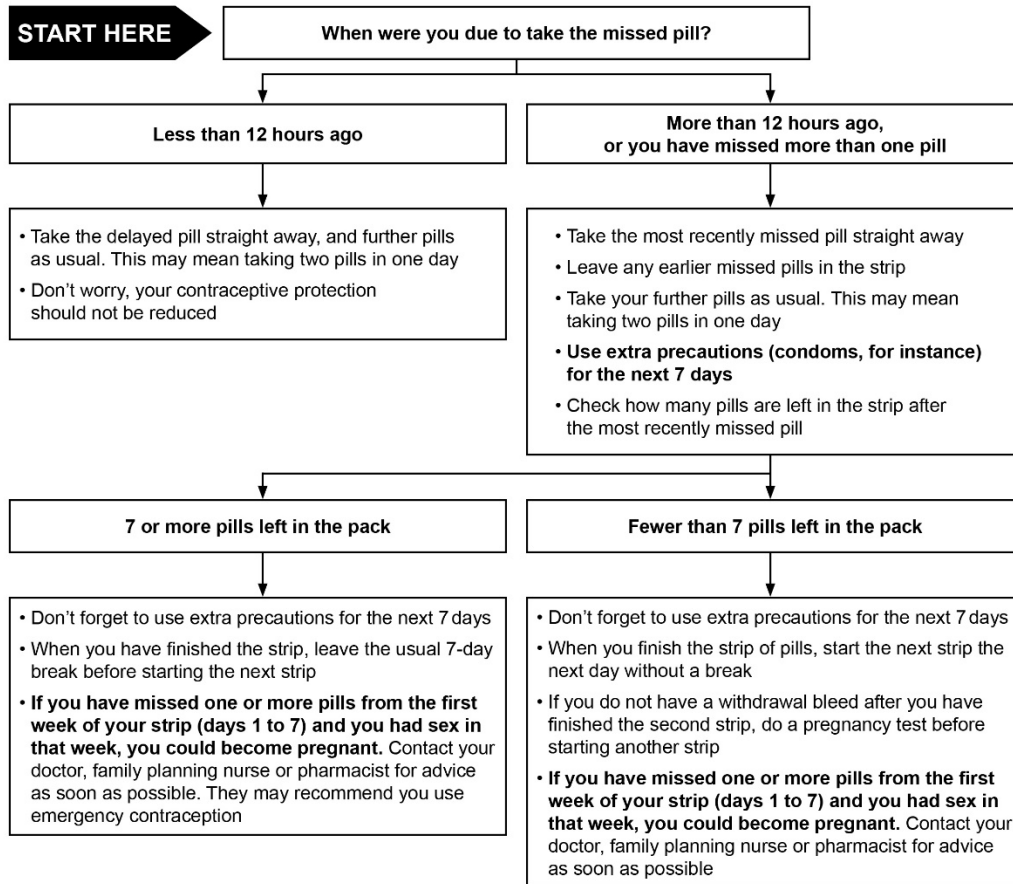 START HERE
When were you due to take the missed pill?
Less than 12 hours ago
More than 12 hours ago,
or you have missed more than one pill
• Take the delayed pill straight away, and further pills
as usual. This may mean taking two pills in one day
• Don’t worry, your contraceptive protection
should not be reduced
• Take the most recently missed pill straight away
• Leave any earlier missed pills in the strip
• Take your further pills as usual. This may mean
taking two pills in one day
• Use extra precautions (condoms, for instance)
for the next 7 days
• Check how many pills are left in the strip after
the most recently missed pill
7 or more pills left in the pack
Fewer than 7 pills left in the pack
• Don’t forget to use extra precautions for the next 7 days
• When you have finished the strip, leave the usual 7-day
break before starting the next strip
• If you have missed one or more pills from the first
week of your strip (days 1 to 7) and you had sex in
that week, you could become pregnant. Contact your
doctor, family planning nurse or pharmacist for advice
as soon as possible. They may recommend you use
emergency contraception
• Don’t forget to use extra precautions for the next 7 days
• When you finish the strip of pills, start the next strip the
next day without a break
• If you do not have a withdrawal bleed after you have
finished the second strip, do a pregnancy test before
starting another strip
• If you have missed one or more pills from the first
week of your strip (days 1 to 7) and you had sex in
that week, you could become pregnant. Contact your
doctor, family planning nurse or pharmacist for advice
as soon as possible